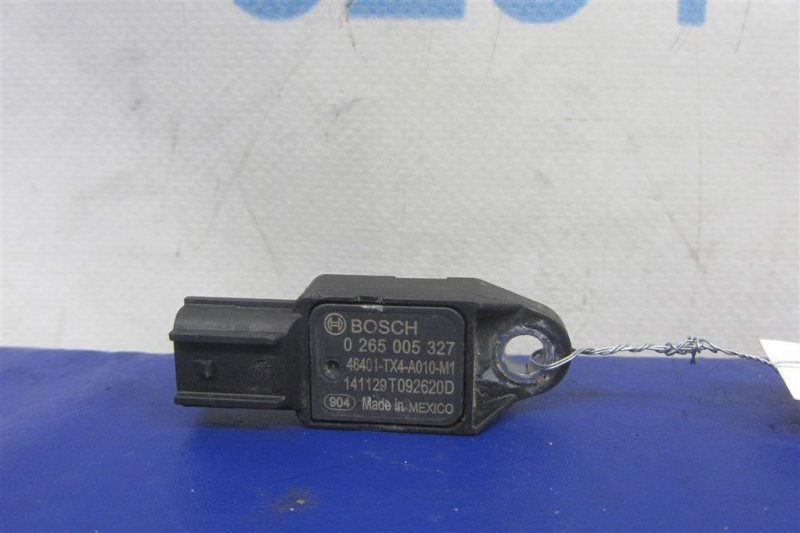 BOSCH
0 265 005 327
46401-TX4-A010-M1
141129T092620D
904 Made in MEXICO